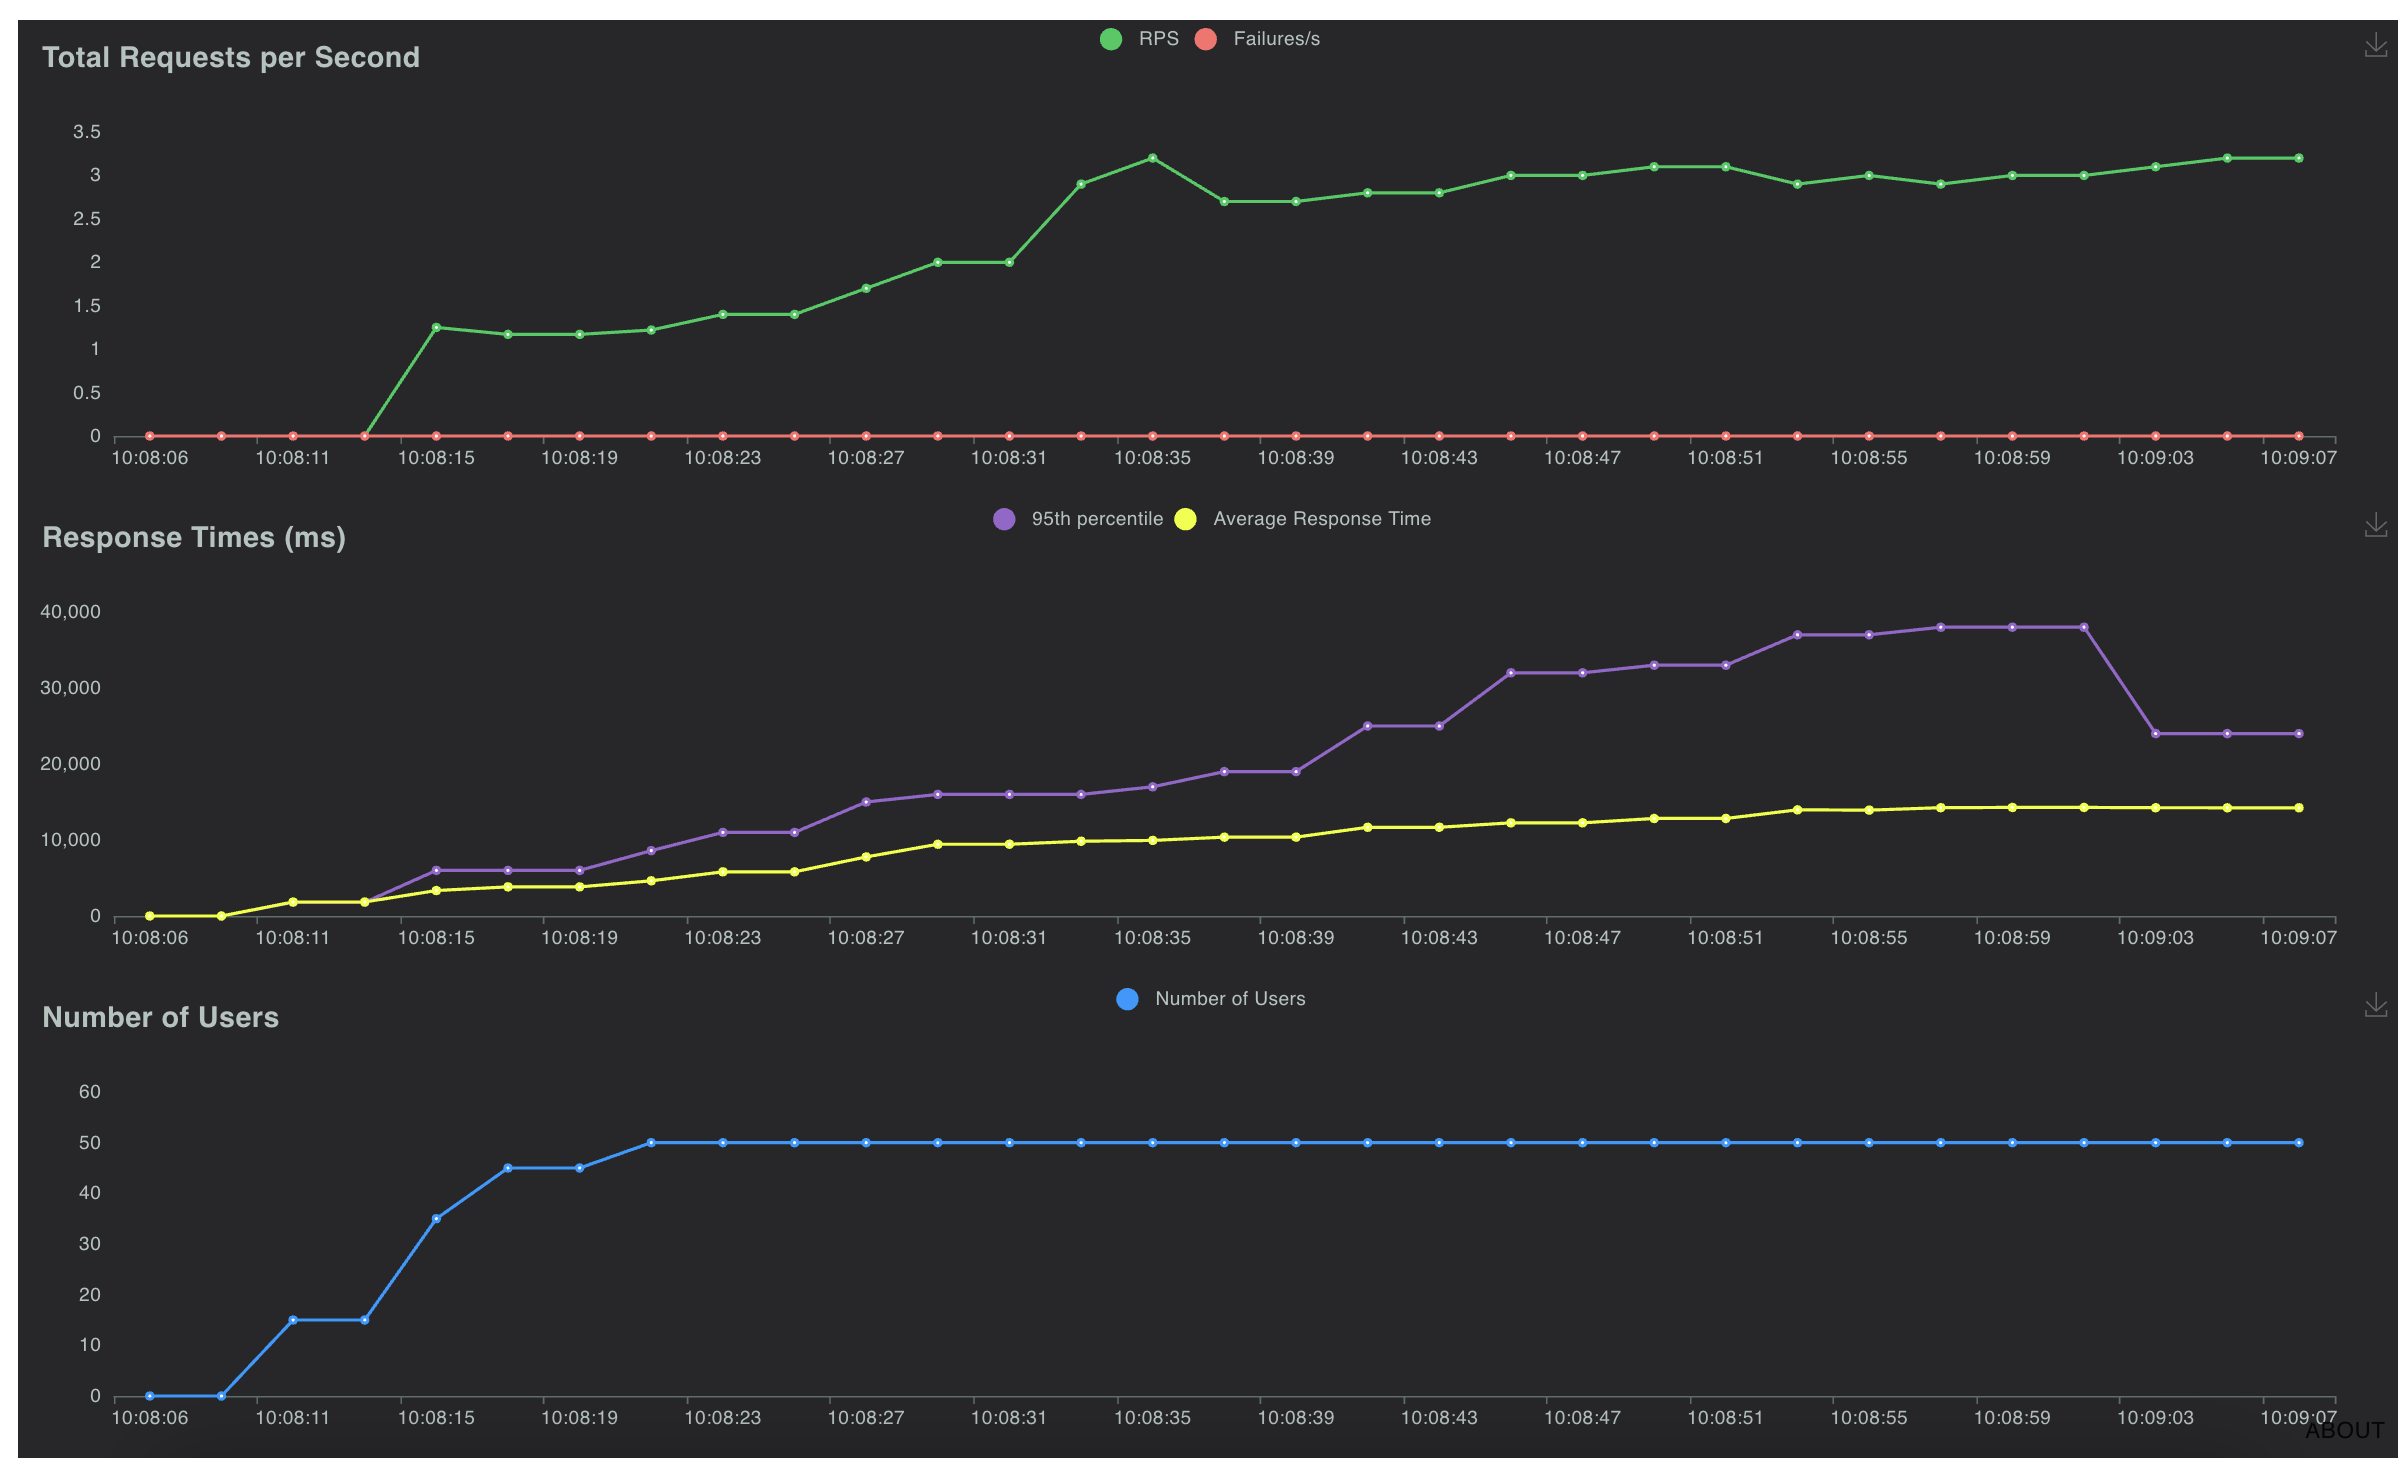 RPS Failures/s
Total Requests per Second
3.5
3
2.5
2
1.5
1
0.5
0
10:08:06 10:08:11 10:08:15 10:08:19 10:08:23 10:08:27 10:08:31 10:08:35 10:08:39 10:08:43 10:08:47 10:08:51 10:08:55 10:08:59 10:09:03 10:09:07
95th percentile Average Response Time
Response Times (ms)
40,000
30,000
20,000
10,000
0
10:08:06 10:08:11 10:08:15 10:08:19 10:08:23 10:08:27 10:08:31 10:08:35 10:08:39 10:08:43 10:08:47 10:08:51 10:08:55 10:08:59 10:09:03 10:09:07
Number of Users
Number of Users
60
50
40
30
20
10
0
10:08:06 10:08:11 10:08:15 10:08:19 10:08:23 10:08:27 10:08:31 10:08:35 10:08:39 10:08:43 10:08:47 10:08:51 10:08:55 10:08:59 10:09:03 10:09:07
ABOUT